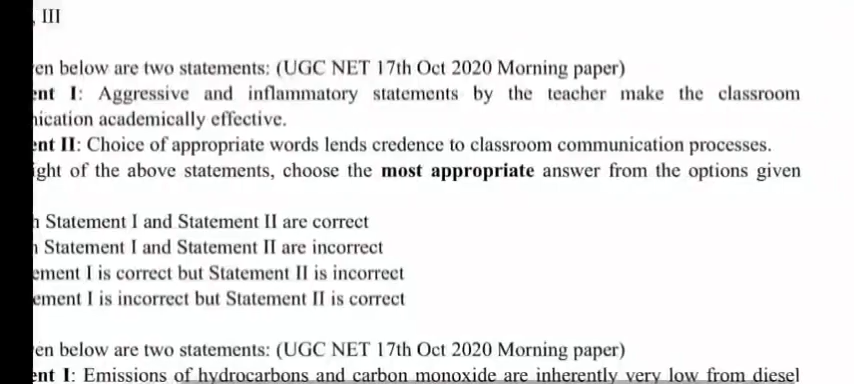 , III
en below are two statements: (UGC NET 17th Oct 2020 Morning paper)
ent I: Aggressive and inflammatory statements by the teacher make the classroom
nication academically effective.
ent II: Choice of appropriate words lends credence to classroom communication processes.
ight of the above statements, choose the most appropriate answer from the options given
h Statement I and Statement II are correct
h Statement I and Statement II are incorrect
ement I is correct but Statement II is incorrect
ement I is incorrect but Statement II is correct
en below are two statements: (UGC NET 17th Oct 2020 Morning paper)
ent I: Emissions of hydrocarbons and carbon monoxide are inherently very low from diesel